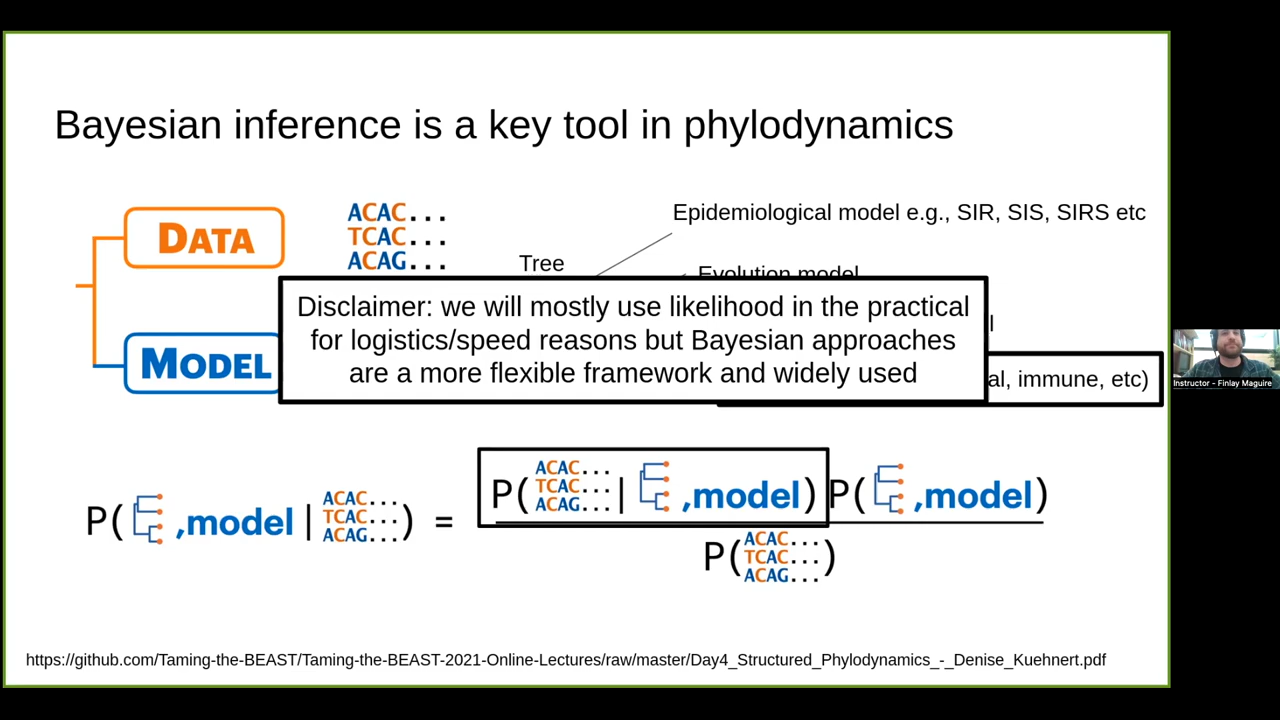 Bayesian inference is a key tool in phylodynamics
DATA
ACAC...
TCAC...
ACAG...
Tree
Epidemiological model e.g., SIR, SIS, SIRS etc
Evolution model
MODEL
Disclaimer: we will mostly use likelihood in the practical
for logistics/speed reasons but Bayesian approaches
are a more flexible framework and widely used
l
al, immune, etc)
Instructor - Finlay Maguire
P( ,model | ACAC... TCAC... ACAG... ) =
P( ACAC... TCAC... ACAG... | ,model) P( ,model)
P( ACAC... TCAC... ACAG... )
https://github.com/Taming-the-BEAST/Taming-the-BEAST-2021-Online-Lectures/raw/master/Day4_Structured_Phylodynamics_-_Denise_Kuehnert.pdf